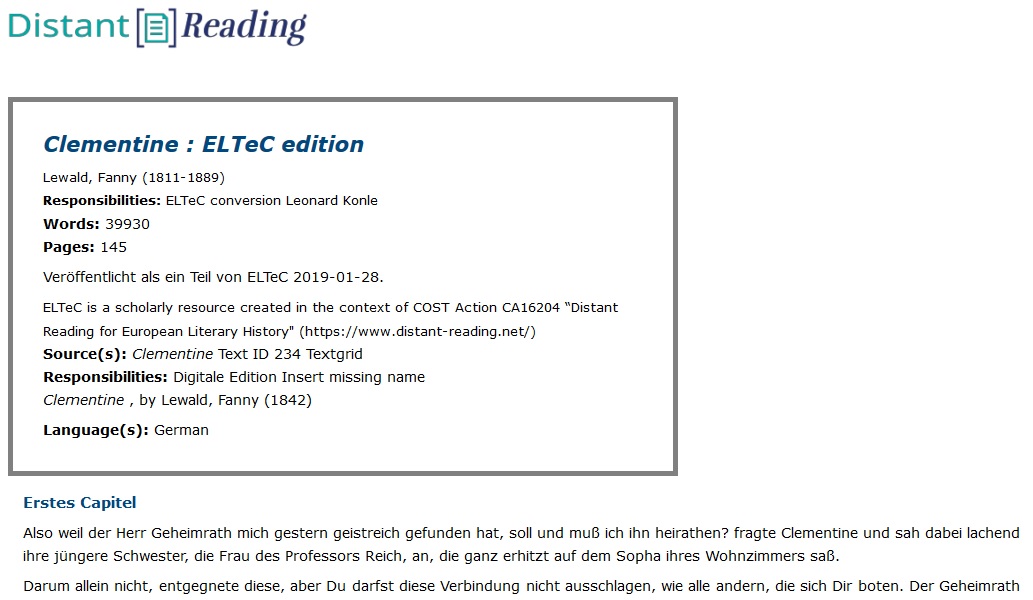 Distant Reading
Clementine : ELTeC edition
Lewald, Fanny (1811-1889)
Responsibilities: ELTeC conversion Leonard Konle
Words: 39930
Pages: 145
Veröffentlicht als ein Teil von ELTeC 2019-01-28.
ELTeC is a scholarly resource created in the context of COST Action CA16204 “Distant
Reading for European Literary History" (https://www.distant-reading.net/)
Source(s): Clementine Text ID 234 Textgrid
Responsibilities: Digitale Edition Insert missing name
Clementine , by Lewald, Fanny (1842)
Language(s): German
Erstes Capitel
Also weil der Herr Geheimrath mich gestern geistreich gefunden hat, soll und muß ich ihn heirathen? fragte Clementine und sah dabei lachend
ihre jüngere Schwester, die Frau des Professors Reich, an, die ganz erhitzt auf dem Sopha ihres Wohnzimmers saß.
Darum allein nicht, entgegnete diese, aber Du darfst diese Verbindung nicht ausschlagen, wie alle andern, die sich Dir boten. Der Geheimrath